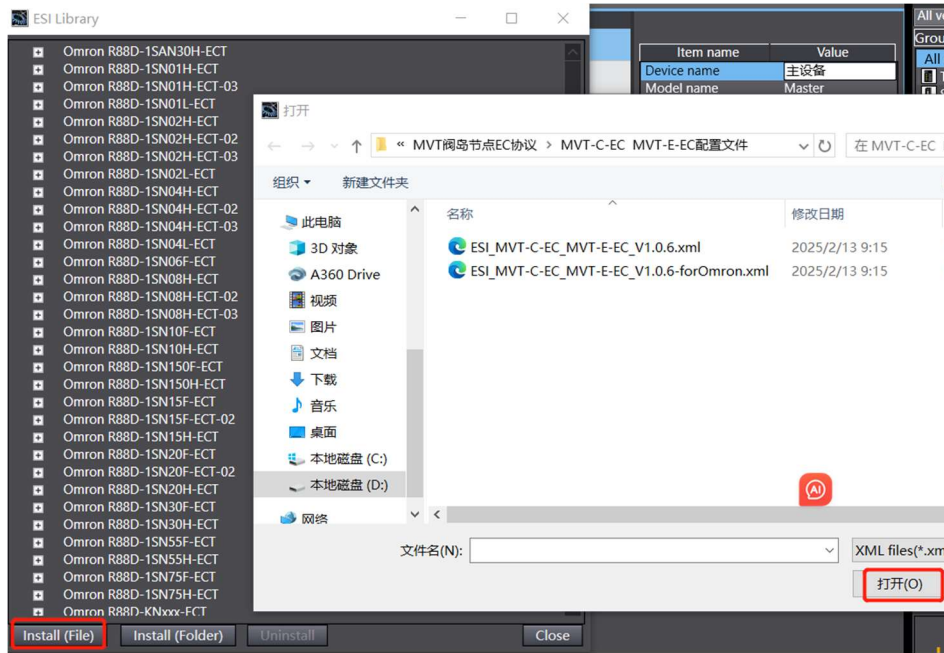 ESI Library
Omron R88D-1SAN30H-ECT
Omron R88D-1SN01H-ECT
Omron R88D-1SN01H-ECT-03
Omron R88D-1SN01L-ECT
Omron R88D-1SN02H-ECT
Omron R88D-1SN02H-ECT-02
Omron R88D-1SN02H-ECT-03
Omron R88D-1SN02L-ECT
Omron R88D-1SN04H-ECT
Omron R88D-1SN04H-ECT-02
Omron R88D-1SN04H-ECT-03
Omron R88D-1SN04L-ECT
Omron R88D-1SN06F-ECT
Omron R88D-1SN08H-ECT
Omron R88D-1SN08H-ECT-02
Omron R88D-1SN08H-ECT-03
Omron R88D-1SN10F-ECT
Omron R88D-1SN10H-ECT
Omron R88D-1SN150F-ECT
Omron R88D-1SN150H-ECT
Omron R88D-1SN15F-ECT
Omron R88D-1SN15F-ECT-02
Omron R88D-1SN15H-ECT
Omron R88D-1SN20F-ECT
Omron R88D-1SN20F-ECT-02
Omron R88D-1SN20H-ECT
Omron R88D-1SN30F-ECT
Omron R88D-1SN30H-ECT
Omron R88D-1SN55F-ECT
Omron R88D-1SN55H-ECT
Omron R88D-1SN75F-ECT
Omron R88D-1SN75H-ECT
Omron R88D-KNxxx-ECT
Install (File) Install (Folder) Uninstall Close
Item name Value
Device name 主设备
Model name Master
All
Grou
All
打开
« MVT阀岛节点EC协议 > MVT-C-EC MVT-E-EC配置文件
在 MVT-C-EC
组织 新建文件夹
此电脑
3D 对象
A360 Drive
视频
图片
文档
下载
音乐
桌面
本地磁盘 (C:)
本地磁盘 (D:)
网络
名称 修改日期
ESI_MVT-C-EC_MVT-E-EC_V1.0.6.xml 2025/2/13 9:15
ESI_MVT-C-EC_MVT-E-EC_V1.0.6-forOmron.xml 2025/2/13 9:15
文件名(N): XML files(*.xm
打开(O)